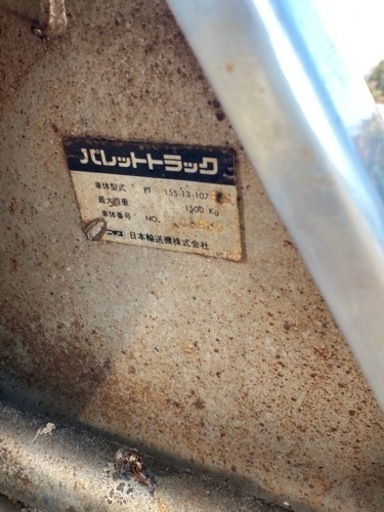 パレットトラック
車体型式 PT 155-13-107
最大荷重 1500 Kg
車体番号 NO.
日本輸送機株式会社